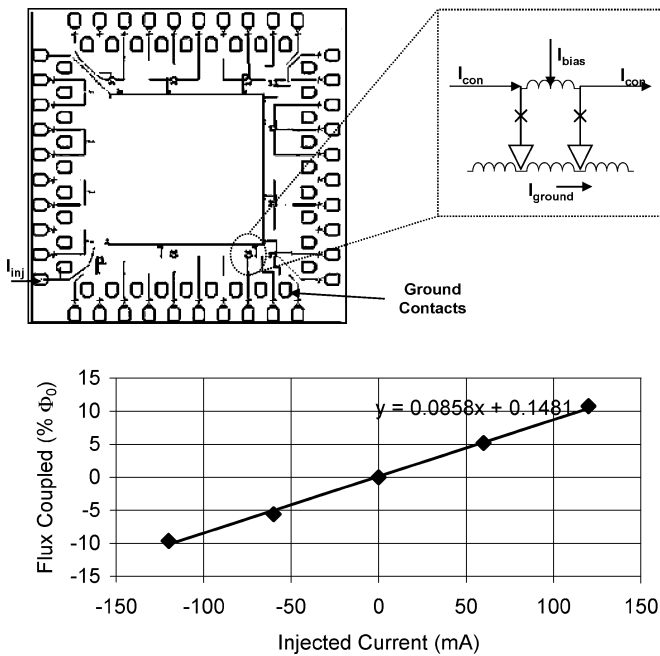 I_bias
I_con
I_con
I_ground
I_inj
Ground
Contacts
y = 0.0858x + 0.1481
Flux Coupled (% Φ₀)
15
10
5
0
-5
-10
-15
-150
-100
-50
0
50
100
150
Injected Current (mA)